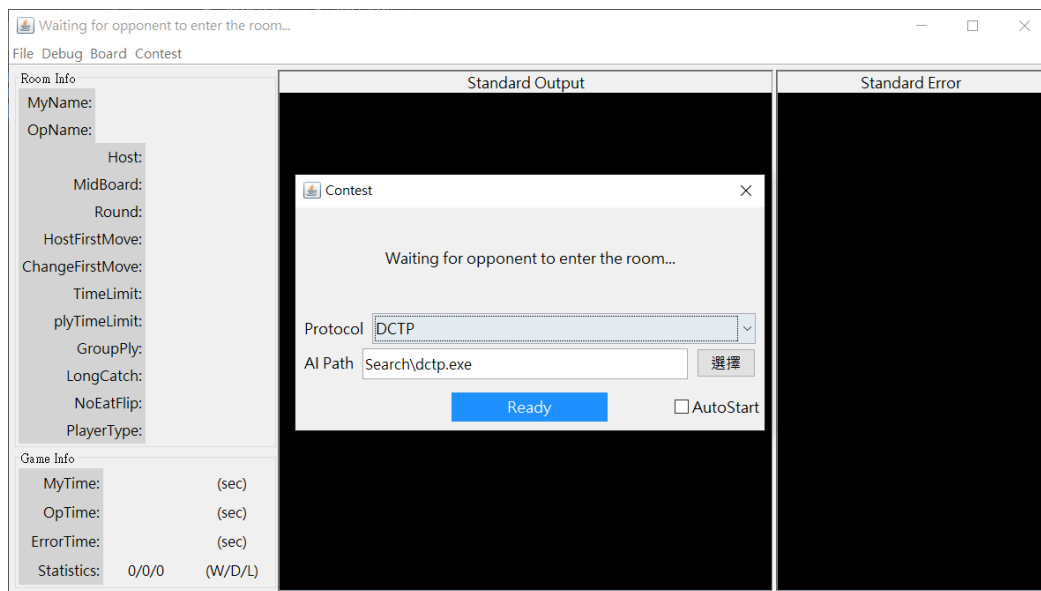 Waiting for opponent to enter the room...
File Debug Board Contest
Room Info
MyName:
OpName:
Host:
MidBoard:
Round:
HostFirstMove:
ChangeFirstMove:
TimeLimit:
plyTimeLimit:
GroupPly:
LongCatch:
NoEatFlip:
PlayerType:
Game Info
MyTime: (sec)
OpTime: (sec)
ErrorTime: (sec)
Statistics: 0/0/0 (W/D/L)
Standard Output
Standard Error
Contest
Waiting for opponent to enter the room...
Protocol DCTP
AI Path Search\dctp.exe 選擇
Ready AutoStart